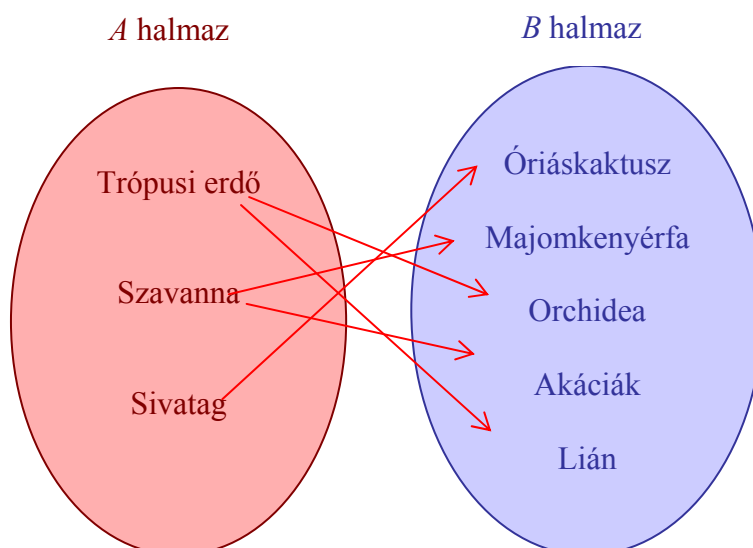 A halmaz
B halmaz
Trópusi erdő
Szavanna
Sivatag
Óriáskaktusz
Majomkenyérfa
Orchidea
Akáciák
Lián